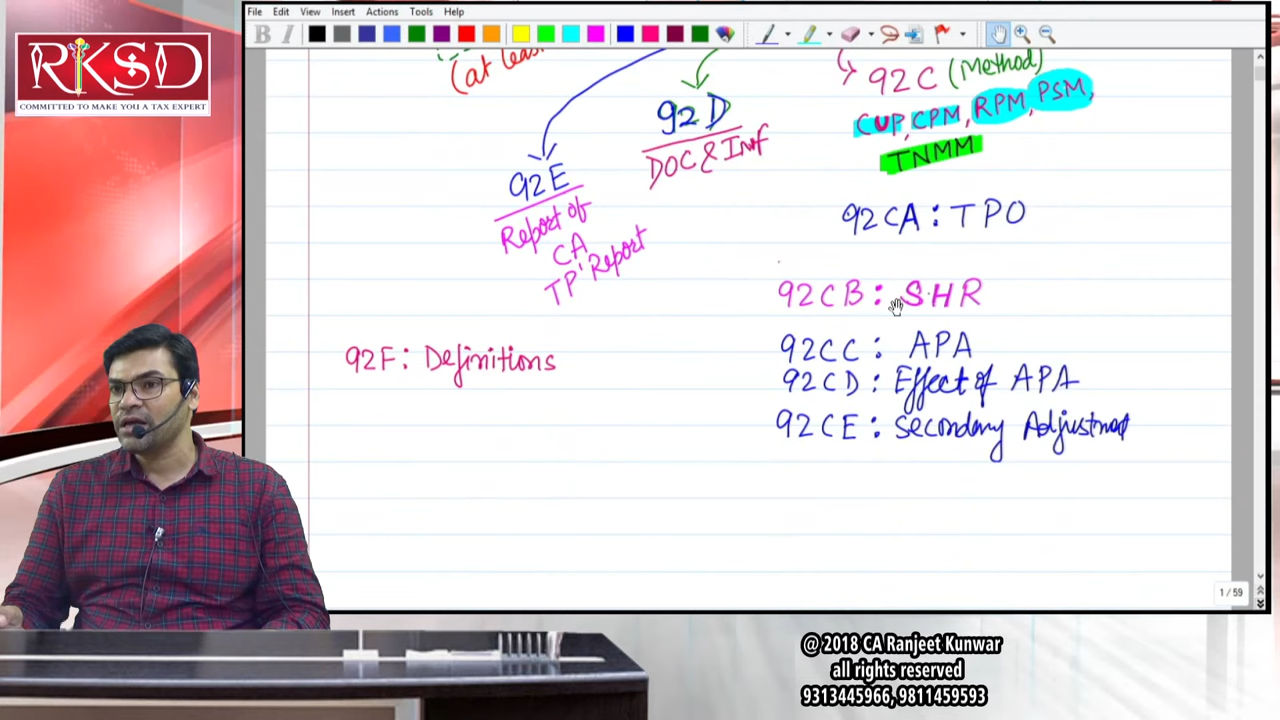 File Edit View Insert Actions Tools Help
B I
RKSD
COMMITTED TO MAKE YOU A TAX EXPERT
(at least
92E
Report of
CA
TP Report
92D
DOC & Inf
92C (Method)
CUP, CPM, RPM, PSM,
TNMM
92CA : TPO
92CB : SHR
92CC : APA
92CD : Effect of APA
92CE : Secondary Adjustment
92F : Definitions
1 / 59
@ 2018 CA Ranjeet Kunwar
all rights reserved
9313445966, 9811459593